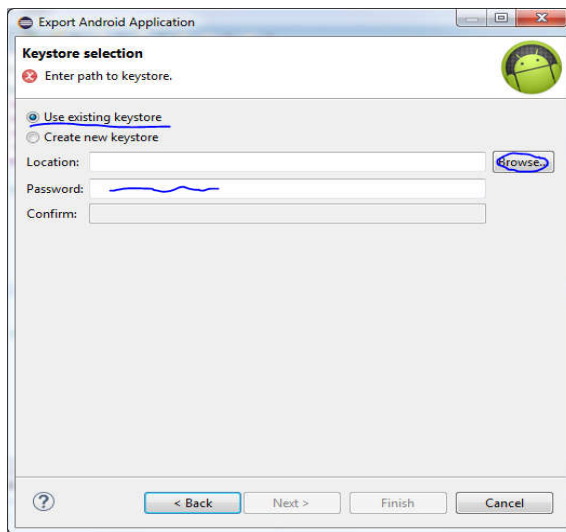 Export Android Application
Keystore selection
Enter path to keystore.
Use existing keystore
Create new keystore
Location:
Browse...
Password:
Confirm:
< Back
Next >
Finish
Cancel